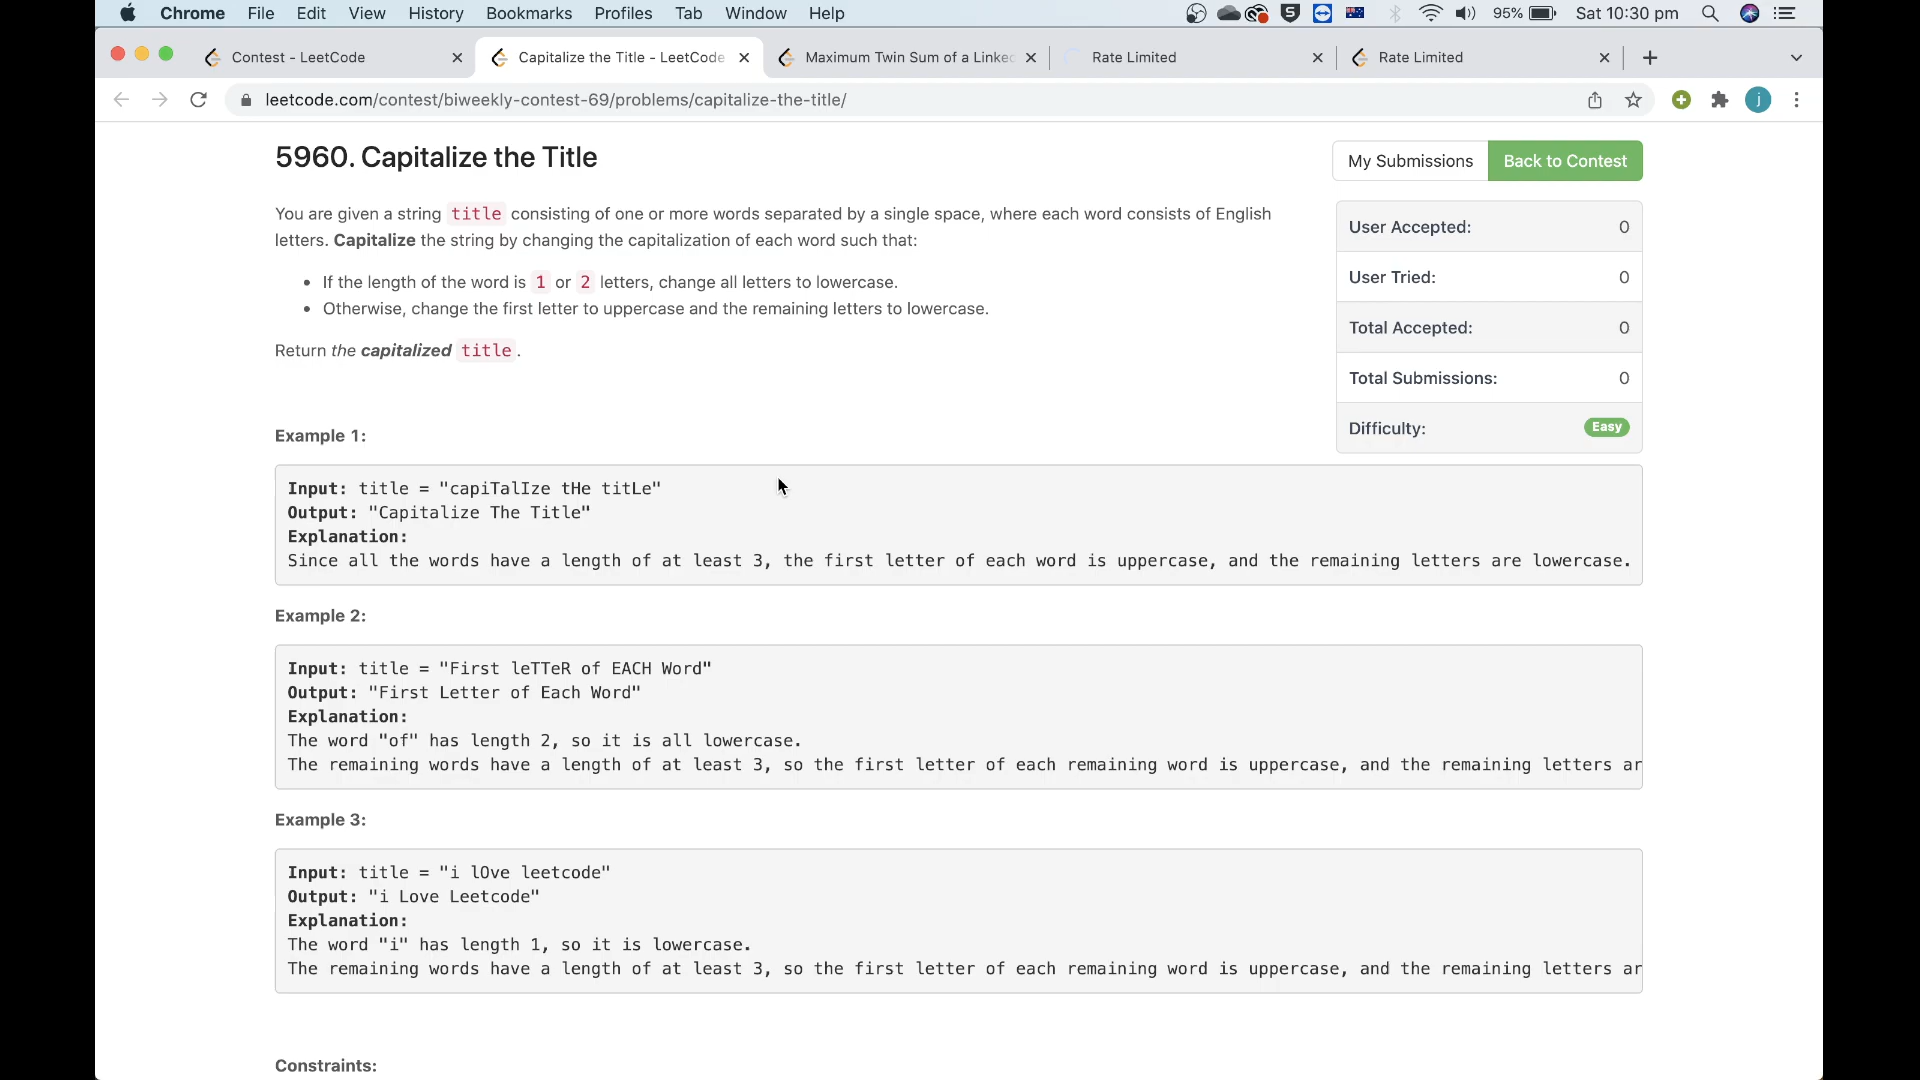 Chrome File Edit View History Bookmarks Profiles Tab Window Help 95% Sat 10:30 pm
Contest - LeetCode Capitalize the Title - LeetCode Maximum Twin Sum of a Linkec Rate Limited Rate Limited
leetcode.com/contest/biweekly-contest-69/problems/capitalize-the-title/ j
5960. Capitalize the Title
My Submissions Back to Contest
You are given a string title consisting of one or more words separated by a single space, where each word consists of English
letters. Capitalize the string by changing the capitalization of each word such that:
• If the length of the word is 1 or 2 letters, change all letters to lowercase.
• Otherwise, change the first letter to uppercase and the remaining letters to lowercase.
Return the capitalized title.
User Accepted: 0
User Tried: 0
Total Accepted: 0
Total Submissions: 0
Difficulty: Easy
Example 1:
Input: title = "capiTalIze tHe titLe"
Output: "Capitalize The Title"
Explanation:
Since all the words have a length of at least 3, the first letter of each word is uppercase, and the remaining letters are lowercase.
Example 2:
Input: title = "First leTTeR of EACH Word"
Output: "First Letter of Each Word"
Explanation:
The word "of" has length 2, so it is all lowercase.
The remaining words have a length of at least 3, so the first letter of each remaining word is uppercase, and the remaining letters ar
Example 3:
Input: title = "i lOve leetcode"
Output: "i Love Leetcode"
Explanation:
The word "i" has length 1, so it is lowercase.
The remaining words have a length of at least 3, so the first letter of each remaining word is uppercase, and the remaining letters ar
Constraints: